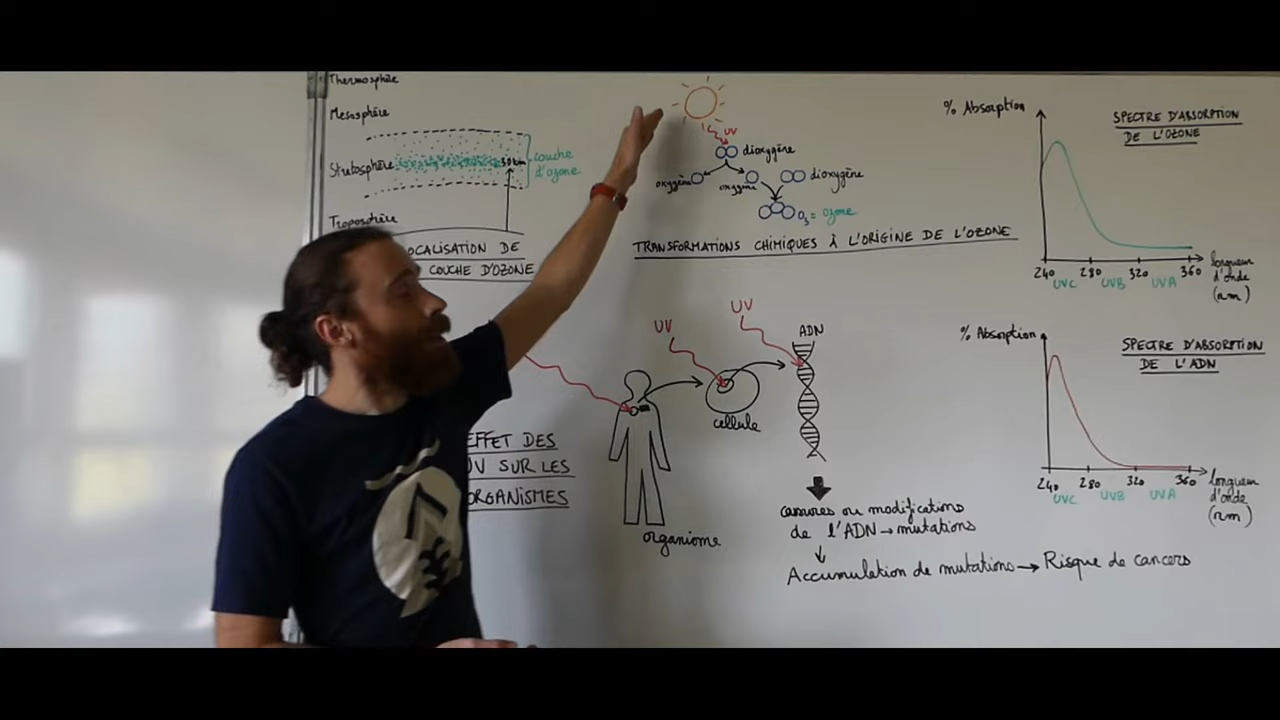 Thermosphère
Mesosphère
Stratosphère
30 km
couche
d'ozone
Troposphère
LOCALISATION DE
COUCHE D'OZONE
UV
dioxygène
oxygène
oxygène
dioxygène
O3 = Ozone
TRANSFORMATIONS CHIMIQUES À L'ORIGINE DE L'OZONE
% Absorption
SPECTRE D'ABSORPTION
DE L'OZONE
240 280 320 360
UVC UVB UVA
longueur
d'onde
(nm)
EFFET DES
UV SUR LES
ORGANISMES
UV
UV
ADN
cellule
organisme
cassures ou modifications
de l'ADN → mutations
Accumulation de mutations → Risque de cancers
% Absorption
SPECTRE D'ABSORPTION
DE L'ADN
240 280 320 360
UVC UVB UVA
longueur
d'onde
(nm)